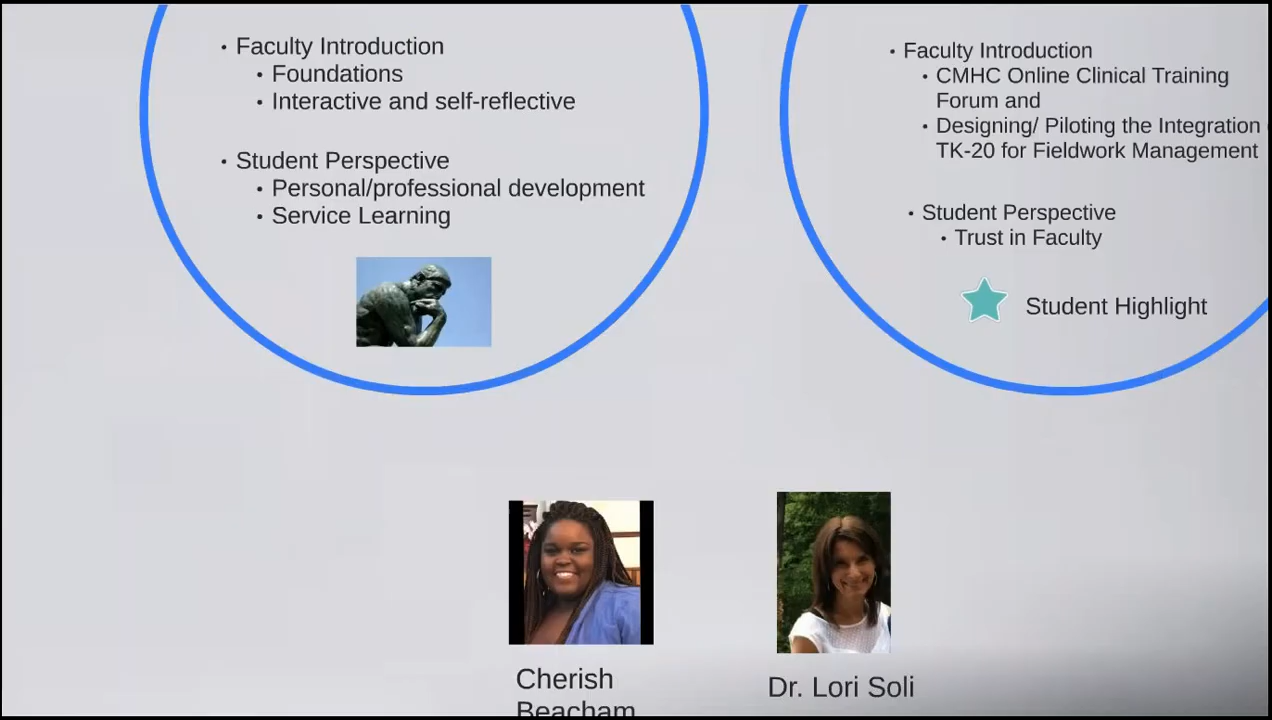 Faculty Introduction
Foundations
Interactive and self-reflective
Student Perspective
Personal/professional development
Service Learning
Faculty Introduction
CMHC Online Clinical Training
Forum and
Designing/ Piloting the Integration
TK-20 for Fieldwork Management
Student Perspective
Trust in Faculty
Student Highlight
Cherish
Beacham
Dr. Lori Soli